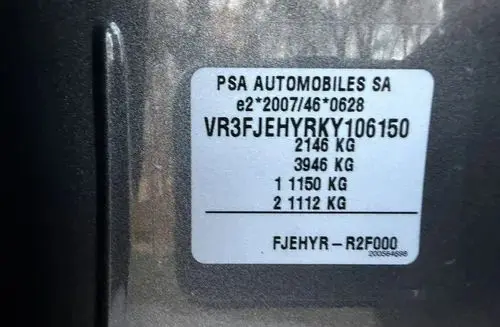 PSA AUTOMOBILES SA
e2*2007/46*0628
VR3FJEHYRKY106150
2146 KG
3946 KG
1 1150 KG
2 1112 KG
FJEHYR-R2F000